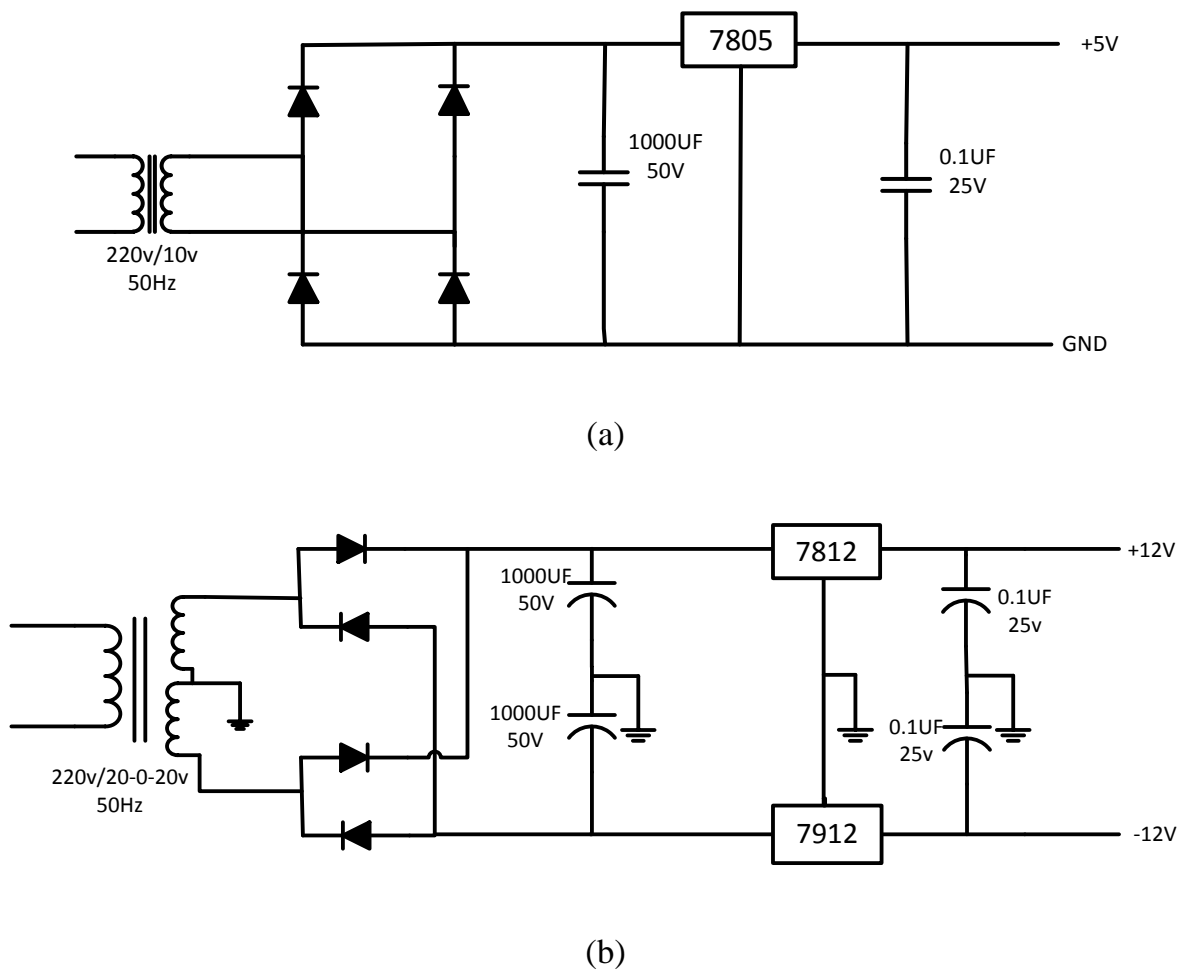 7805
+5V
1000UF
50V
0.1UF
25V
220v/10v
50Hz
GND
(a)
7812
+12V
1000UF
50V
0.1UF
25v
1000UF
50V
0.1UF
25v
220v/20-0-20v
50Hz
7912
-12V
(b)